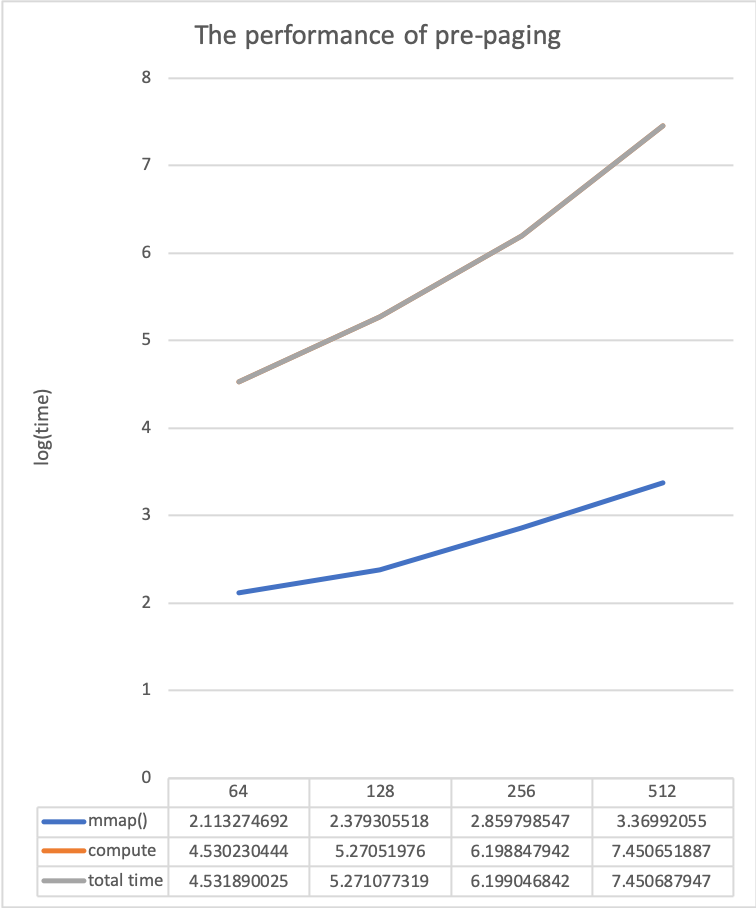 The performance of pre-paging
8
7
6
5
4
3
2
1
0
log(time)
64 128 256 512
mmap() 2.113274692 2.379305518 2.859798547 3.36992055
compute 4.530230444 5.27051976 6.198847942 7.450651887
total time 4.531890025 5.271077319 6.199046842 7.450687947